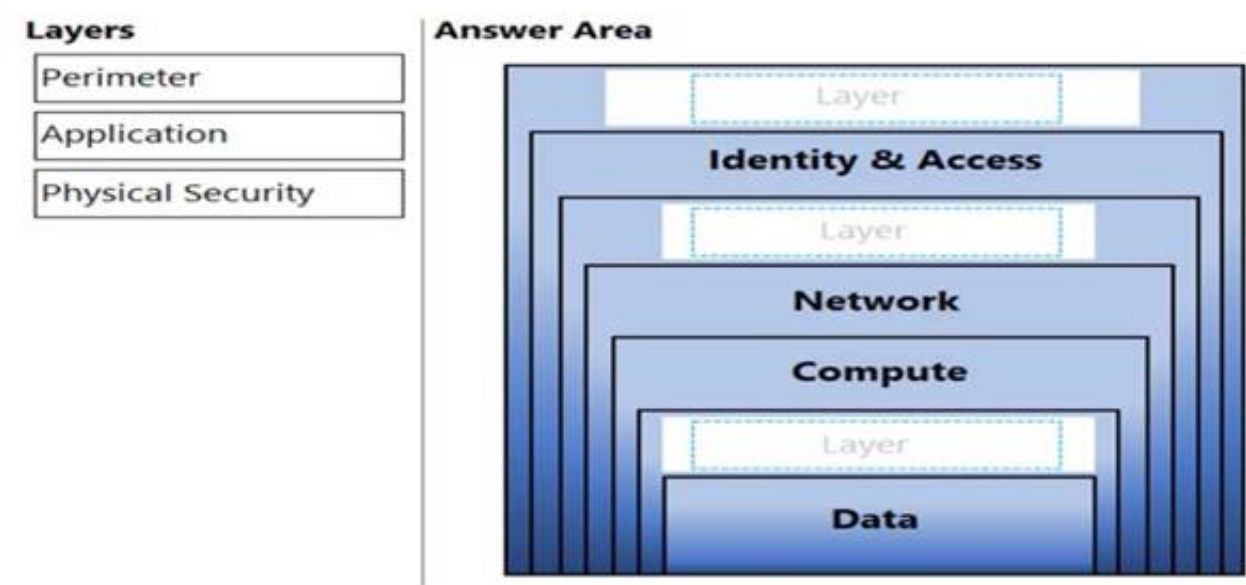 Layers
Perimeter
Application
Physical Security
Answer Area
Layer
Identity & Access
Layer
Network
Compute
Layer
Data